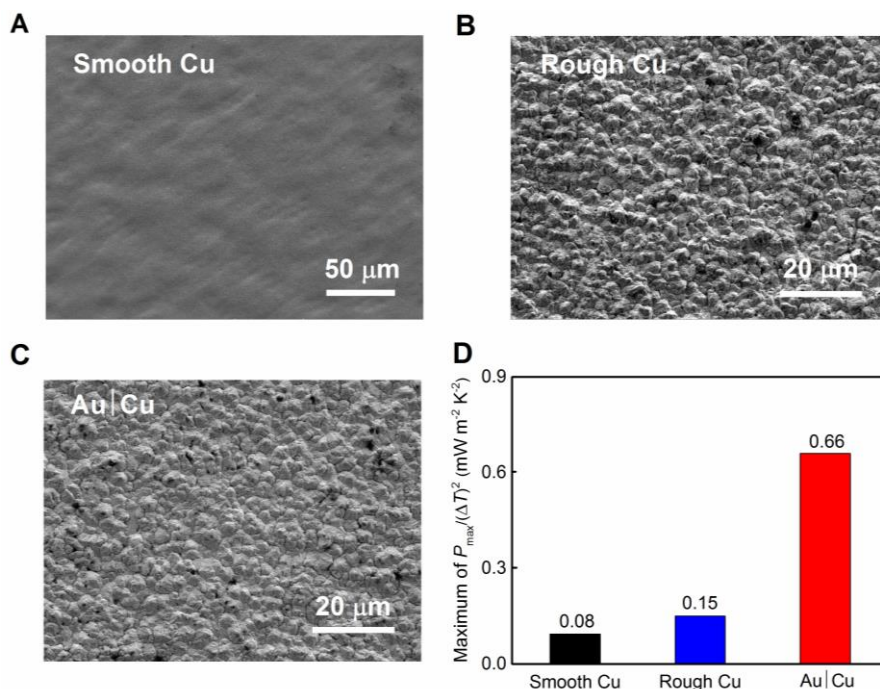 A
Smooth Cu
50 μm
B
Rough Cu
20 μm
C
Au|Cu
20 μm
D
Maximum of Pmax/(ΔT)² (mW m⁻² K⁻²)
0.9
0.6
0.3
0.0
0.08
0.15
0.66
Smooth Cu Rough Cu Au|Cu